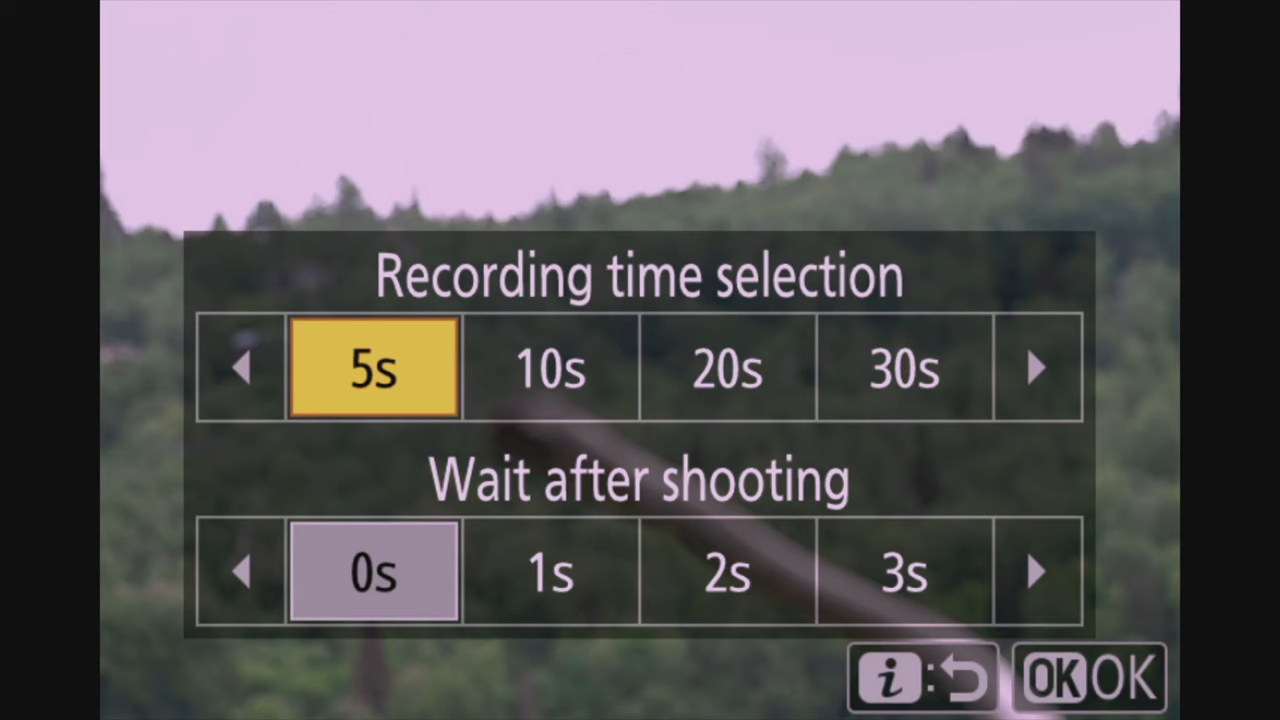 Recording time selection
5s 10s 20s 30s
Wait after shooting
0s 1s 2s 3s
i: OK OK